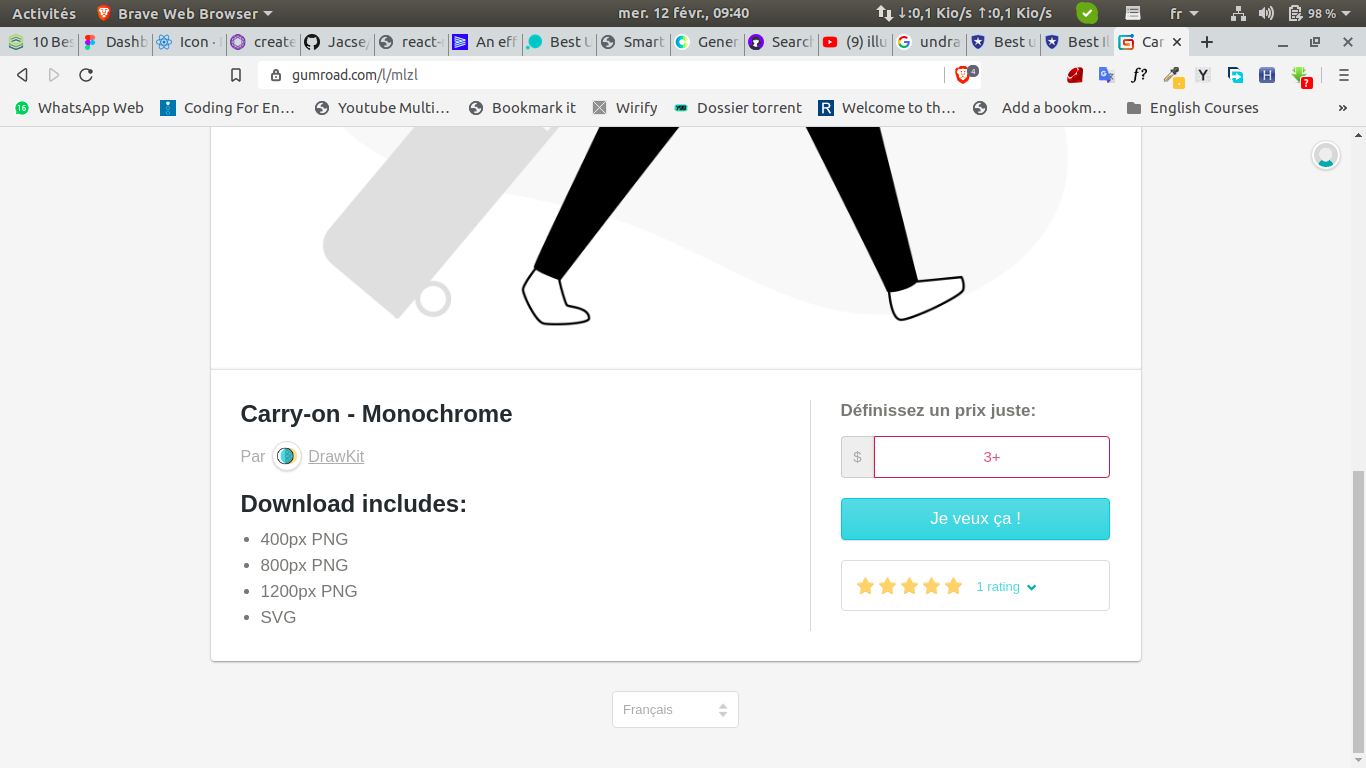 Activités Brave Web Browser mer. 12 févr., 09:40 ↓:0,1 Kio/s ↑:0,1 Kio/s fr 98 %
10 Bes Dashb Icon · create Jacse/ react-r An eff Best U Smart Gener Search (9) illu undra Best u Best Il Car
gumroad.com/l/mlzl 4 f? Y H ?
16 WhatsApp Web Coding For En… Youtube Multi… Bookmark it Wirify Dossier torrent R Welcome to th… Add a bookm… English Courses »
Carry-on - Monochrome
Par DrawKit
Download includes:
400px PNG
800px PNG
1200px PNG
SVG
Définissez un prix juste:
$ 3+
Je veux ça !
1 rating
Français